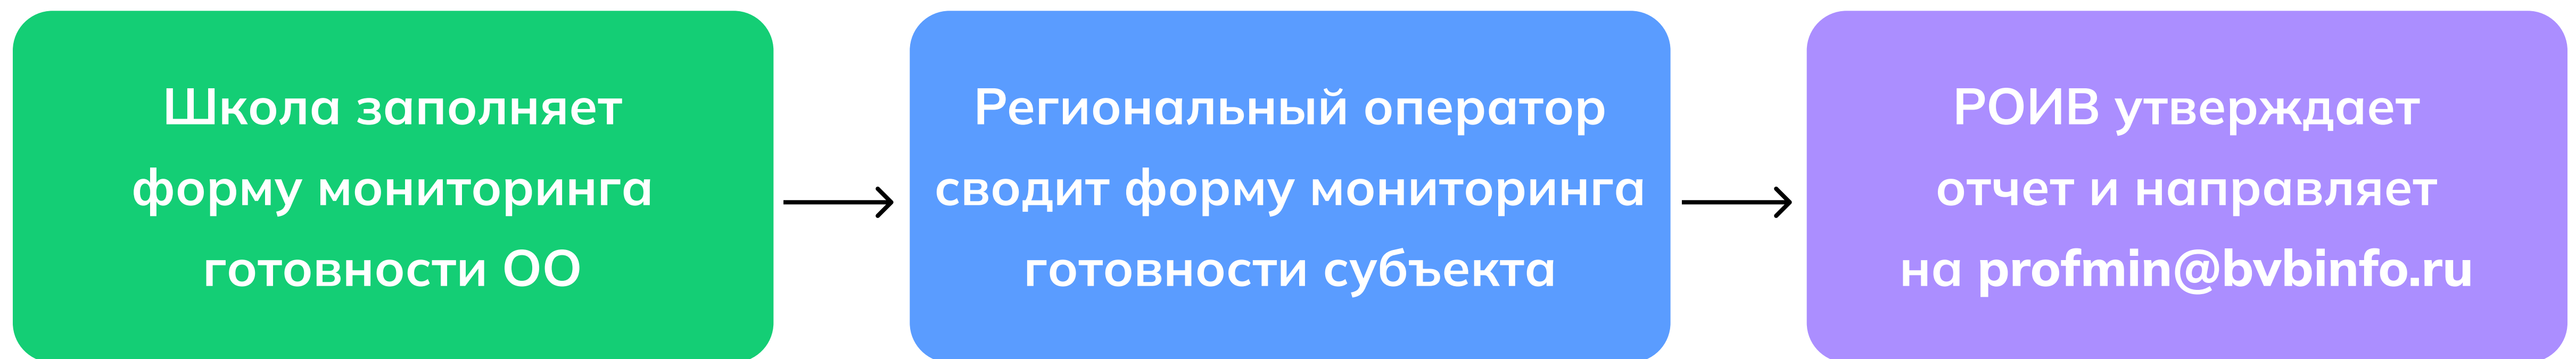 Школа заполняет
форму мониторинга
готовности ОО
Региональный оператор
сводит форму мониторинга
готовности субъекта
РОИВ утверждает
отчет и направляет
на profmin@bvbinfo.ru